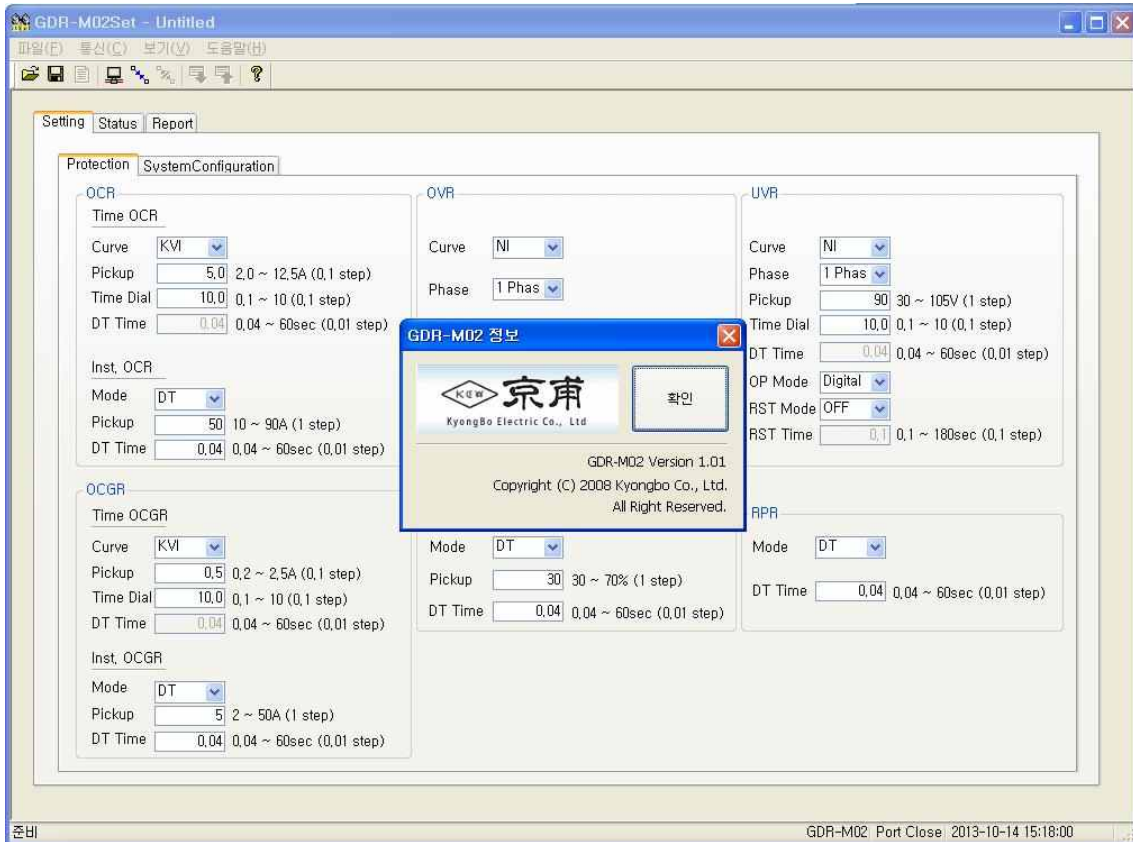 GDR-M02Set - Untitled
파일(F) 통신(C) 보기(V) 도움말(H)
Setting Status Report
Protection SystemConfiguration
OCR
Time OCR
Curve KVI
Pickup 5,0 2,0 ~ 12,5A (0,1 step)
Time Dial 10,0 0,1 ~ 10 (0,1 step)
DT Time 0,04 0,04 ~ 60sec (0,01 step)
Inst, OCR
Mode DT
Pickup 50 10 ~ 90A (1 step)
DT Time 0,04 0,04 ~ 60sec (0,01 step)
OVR
Curve NI
Phase 1 Phas
UVR
Curve NI
Phase 1 Phas
Pickup 90 30 ~ 105V (1 step)
Time Dial 10,0 0,1 ~ 10 (0,1 step)
DT Time 0,04 0,04 ~ 60sec (0,01 step)
OP Mode Digital
RST Mode OFF
RST Time 0,1 0,1 ~ 180sec (0,1 step)
GDR-M02 정보
KCW 京甫
KyongBo Electric Co., Ltd
확인
GDR-M02 Version 1.01
Copyright (C) 2008 Kyongbo Co., Ltd.
All Right Reserved.
OCGR
Time OCGR
Curve KVI
Pickup 0,5 0,2 ~ 2,5A (0,1 step)
Time Dial 10,0 0,1 ~ 10 (0,1 step)
DT Time 0,04 0,04 ~ 60sec (0,01 step)
Inst, OCGR
Mode DT
Pickup 5 2 ~ 50A (1 step)
DT Time 0,04 0,04 ~ 60sec (0,01 step)
Mode DT
Pickup 30 30 ~ 70% (1 step)
DT Time 0,04 0,04 ~ 60sec (0,01 step)
RPR
Mode DT
DT Time 0,04 0,04 ~ 60sec (0,01 step)
준비 GDR-M02 Port Close 2013-10-14 15:18:00